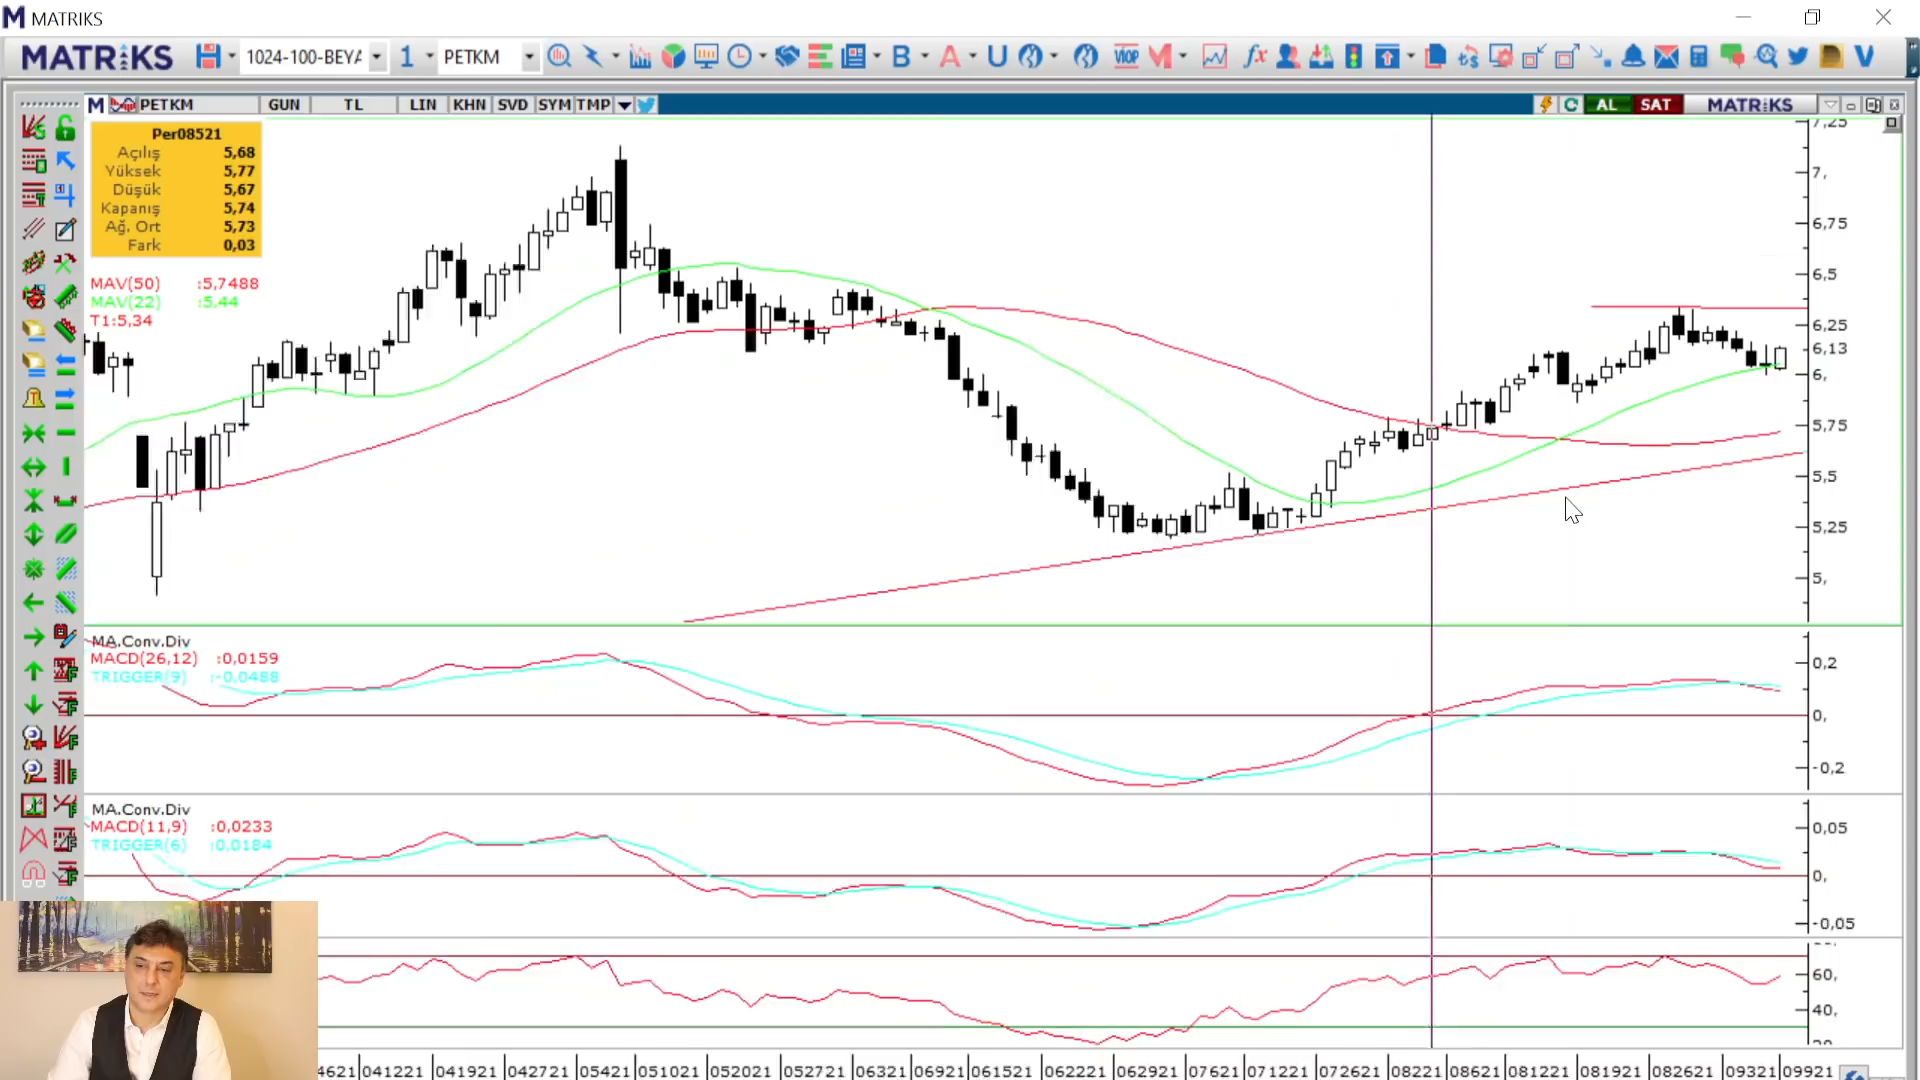 MATRIKS
MATRIKS 1024-100-BEYA 1 PETKM B A U VIOP fx V
M PETKM GUN TL LIN KHN SVD SYM TMP AL SAT MATRIKS
Per08521
Açılış 5,68
Yüksek 5,77
Düşük 5,67
Kapanış 5,74
Ağ. Ort 5,73
Fark 0,03
MAV(50) :5,7488
MAV(22) :5,44
T1:5,34
7,25
7,
6,75
6,5
6,25
6,13
6,
5,75
5,5
5,25
5,
MA.Conv.Div
MACD(26,12) :0,0159
TRIGGER(9) :-0,0488
0,2
0,
-0,2
MA.Conv.Div
MACD(11,9) :0,0233
TRIGGER(6) :0,0184
0,05
0,
-0,05
60,
40,
4621 041221 041921 042721 05421 051021 052021 052721 06321 06921 061521 062221 062921 07621 071221 072621 08221 08621 081221 081921 082621 09321 09921